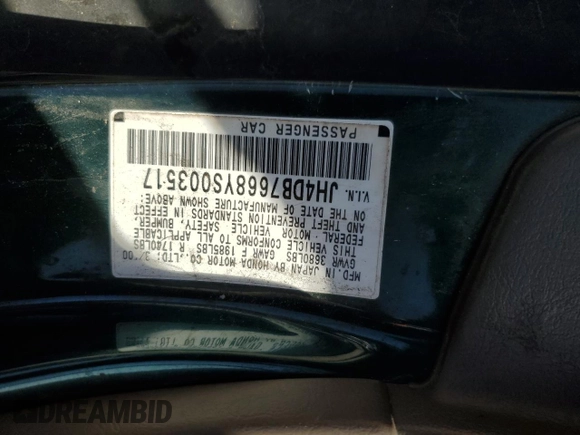 MFD. IN JAPAN BY HONDA MOTOR CO., LTD. 3/00
GVWR 3680LBS GAWR F 1985LBS R 1740LBS
THIS VEHICLE CONFORMS TO ALL APPLICABLE
FEDERAL MOTOR VEHICLE SAFETY, BUMPER,
AND THEFT PREVENTION STANDARDS IN EFFECT
ON THE DATE OF MANUFACTURE SHOWN ABOVE.
V.I.N. JH4DB7668YS003517
PASSENGER CAR
DREAMBID